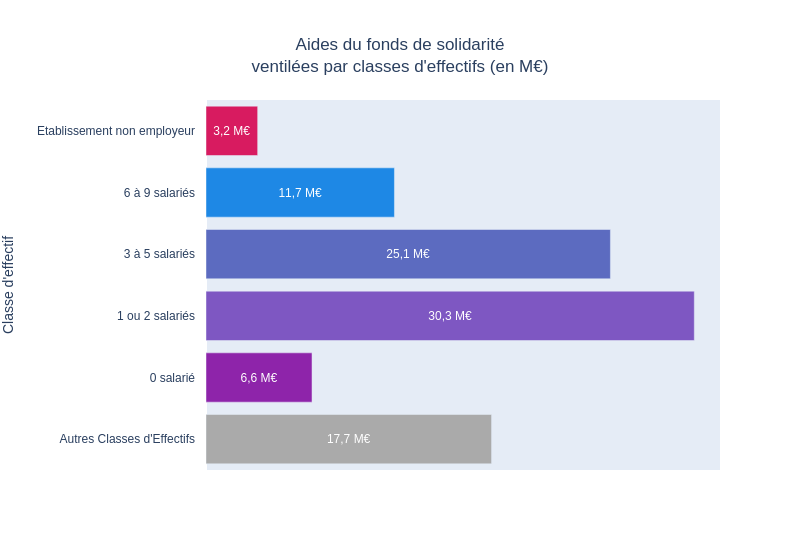 Aides du fonds de solidarité
ventilées par classes d'effectifs (en M€)
Classe d'effectif
Etablissement non employeur
3,2 M€
6 à 9 salariés
11,7 M€
3 à 5 salariés
25,1 M€
1 ou 2 salariés
30,3 M€
0 salarié
6,6 M€
Autres Classes d'Effectifs
17,7 M€